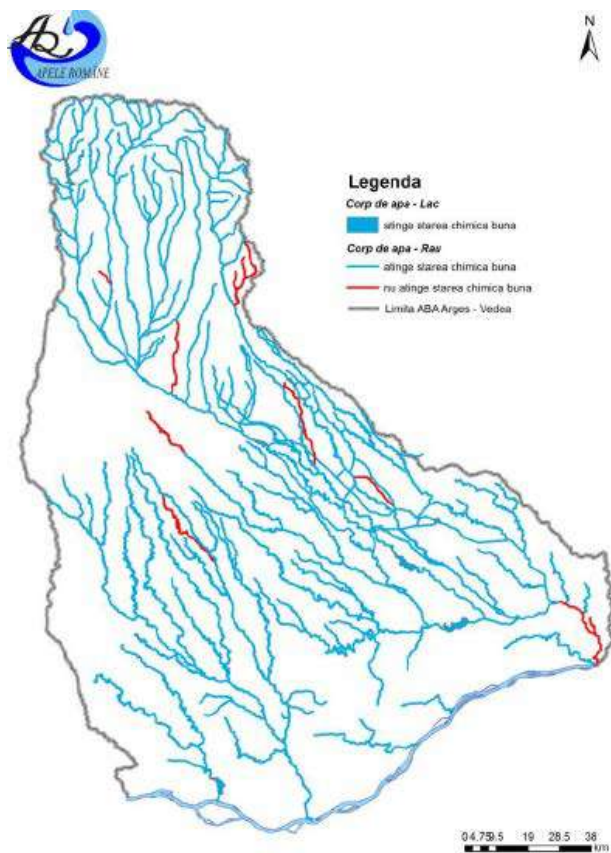 APELE ROMÂNE
N
Legenda
Corp de apa - Lac
atinge starea chimica buna
Corp de apa - Rau
atinge starea chimica buna
nu atinge starea chimica buna
Limita ABA Arges - Vedea
0 4.75 9.5 19 28.5 38
km